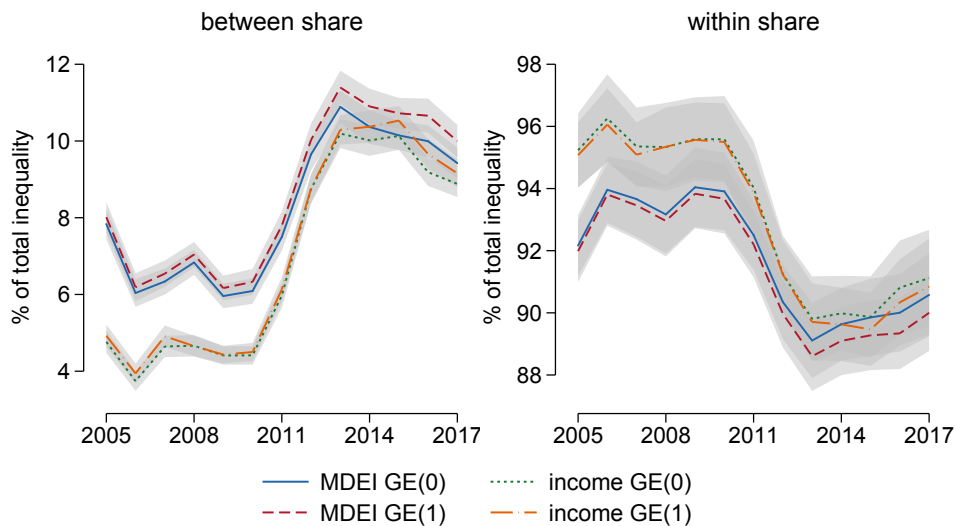 between share
within share
% of total inequality
12
10
8
6
4
2005
2008
2011
2014
2017
% of total inequality
98
96
94
92
90
88
2005
2008
2011
2014
2017
MDEI GE(0)
income GE(0)
MDEI GE(1)
income GE(1)